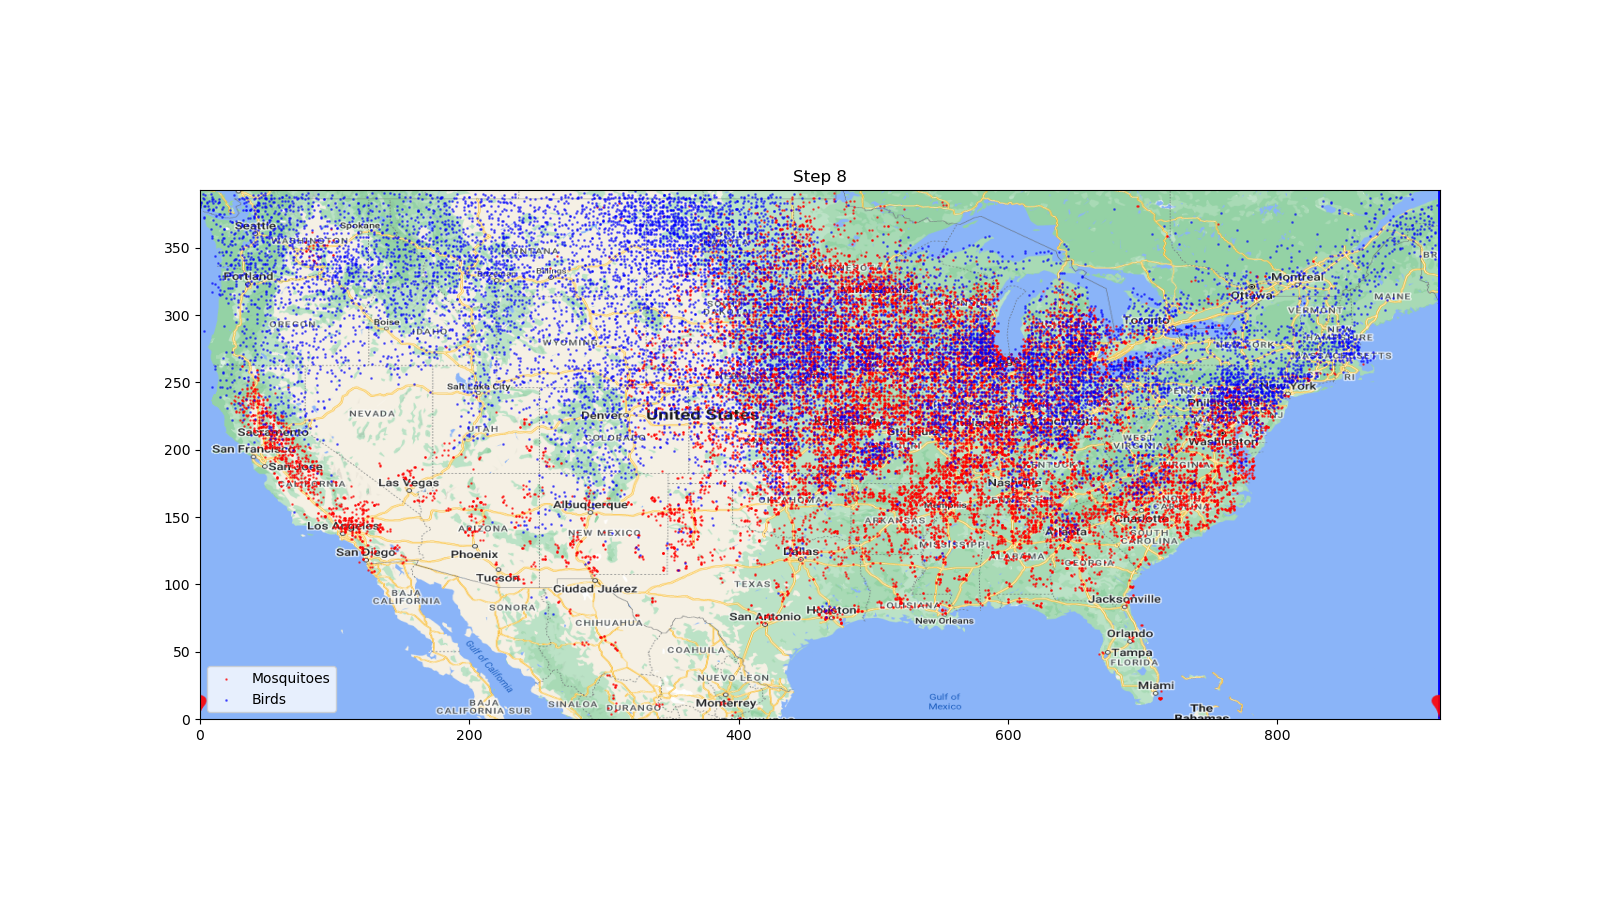 Step 8
350
300
250
200
150
100
50
0
0
200
400
600
800
Mosquitoes
Birds
Seattle
Spokane
WASHINGTON
MONTANA
Portland
Billings
OREGON
Boise
IDAHO
WYOMING
MINNESOTA
Toronto
Montreal
Ottawa
MAINE
VERMONT
NEW YORK
RI
New York
NJ
Philadelphia
Washington
WEST
VIRGINIA
VIRGINIA
Salt Lake City
NEVADA
UTAH
Denver
COLORADO
United States
Sacramento
San Francisco
San Jose
CALIFORNIA
Las Vegas
Los Angeles
San Diego
ARIZONA
Phoenix
Tucson
Albuquerque
NEW MEXICO
Ciudad Juárez
OKLAHOMA
ARKANSAS
Memphis
Nashville
KENTUCKY
Charlotte
SOUTH
CAROLINA
Atlanta
MISSISSIPPI
ALABAMA
GEORGIA
Dallas
TEXAS
San Antonio
Houston
LOUISIANA
New Orleans
Jacksonville
Orlando
Tampa
FLORIDA
Miami
The
Bahamas
Gulf of
Mexico
BAJA
CALIFORNIA
SONORA
CHIHUAHUA
COAHUILA
NUEVO LEON
Monterrey
Gulf of California
BAJA
CALIFORNIA SUR
SINALOA
DURANGO